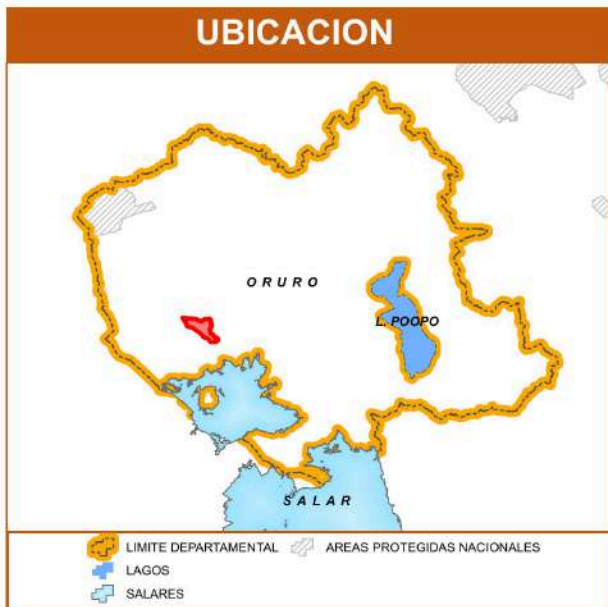 UBICACION
ORURO
L. POOPO
SALAR
LIMITE DEPARTAMENTAL
AREAS PROTEGIDAS NACIONALES
LAGOS
SALARES